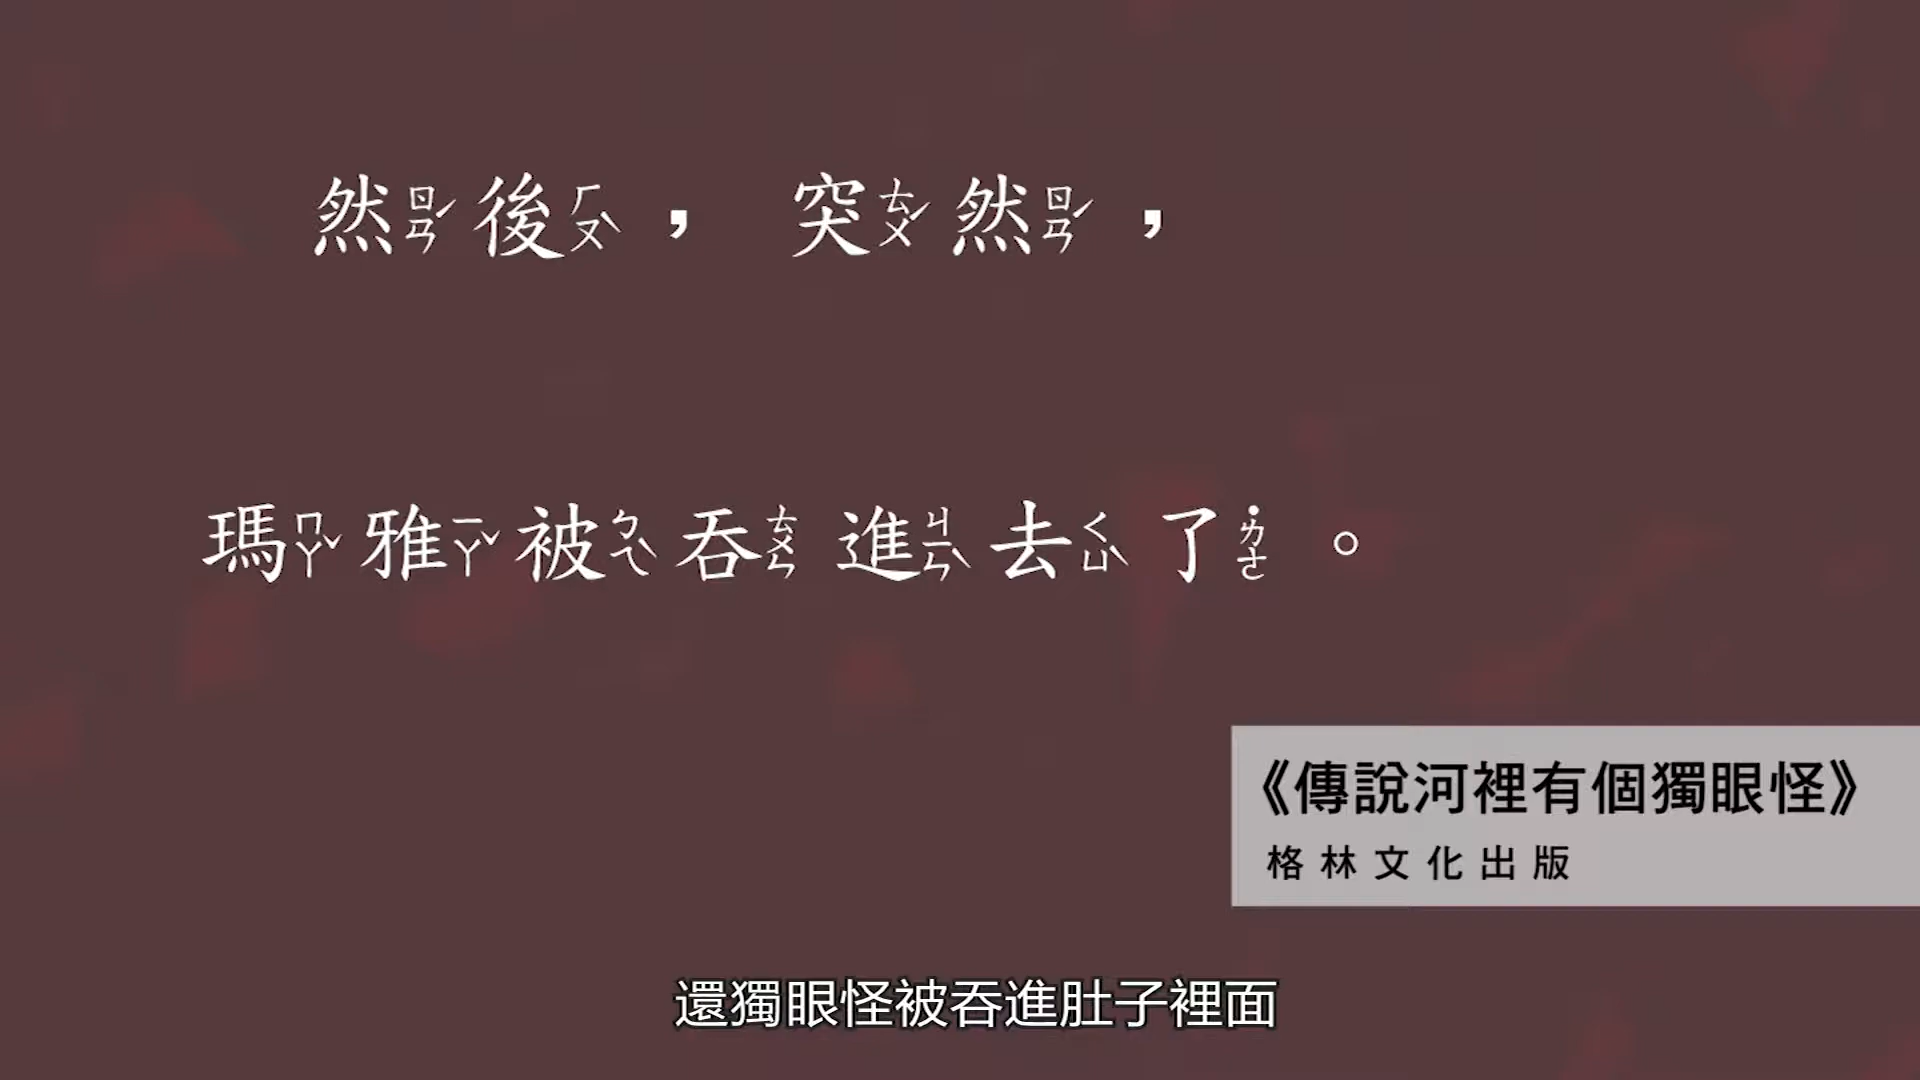 然ㄖㄢˊ後ㄏㄡˋ，突ㄊㄨˊ然ㄖㄢˊ，
瑪ㄇㄚˇ雅ㄧㄚˇ被ㄅㄟˋ吞ㄊㄨㄣ進ㄐㄧㄣˋ去ㄑㄩˋ了˙ㄌㄜ。
《傳說河裡有個獨眼怪》
格林文化出版
還獨眼怪被吞進肚子裡面